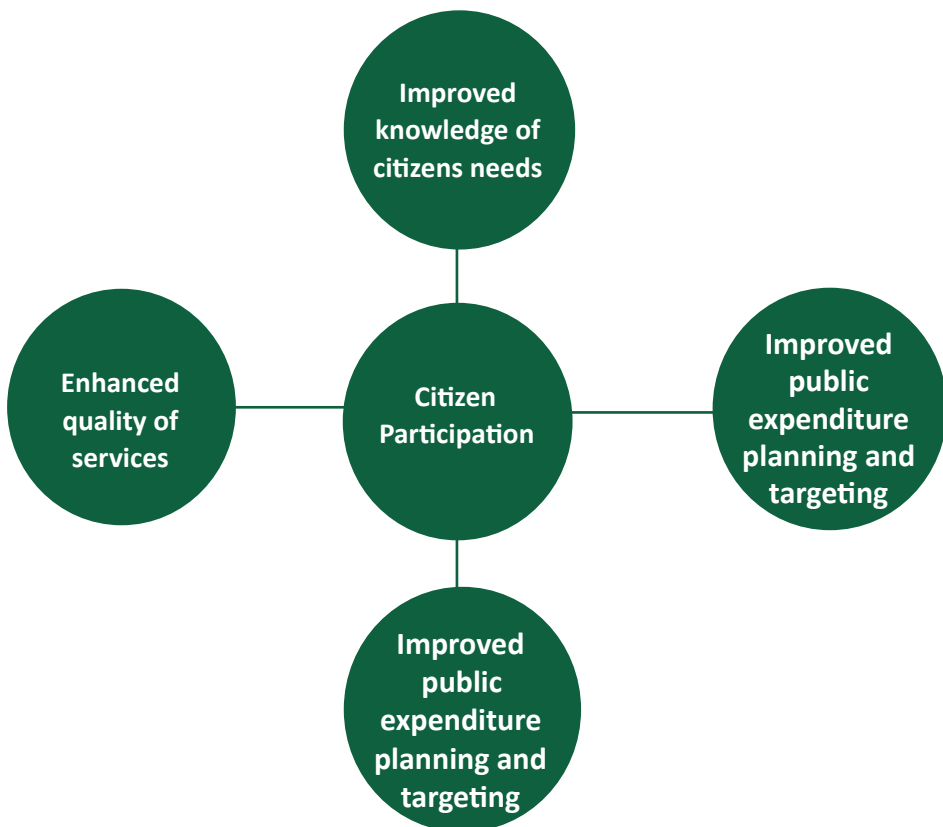 Improved
knowledge of
citizens needs
Enhanced
quality of
services
Citizen
Participation
Improved
public
expenditure
planning and
targeting
Improved
public
expenditure
planning and
targeting